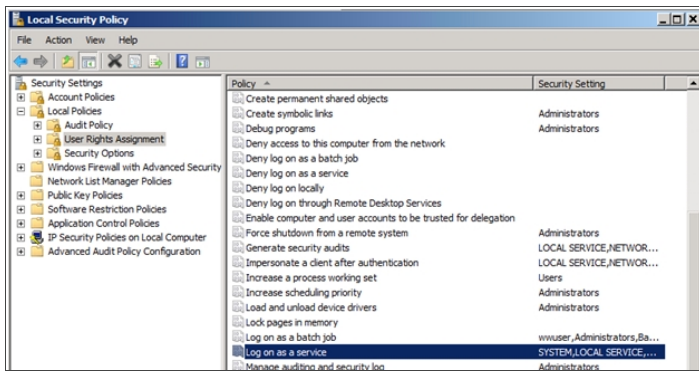 Local Security Policy
File Action View Help
Security Settings
Account Policies
Local Policies
Audit Policy
User Rights Assignment
Security Options
Windows Firewall with Advanced Security
Network List Manager Policies
Public Key Policies
Software Restriction Policies
Application Control Policies
IP Security Policies on Local Computer
Advanced Audit Policy Configuration
Policy Security Setting
Create permanent shared objects
Create symbolic links Administrators
Debug programs Administrators
Deny access to this computer from the network
Deny log on as a batch job
Deny log on as a service
Deny log on locally
Deny log on through Remote Desktop Services
Enable computer and user accounts to be trusted for delegation
Force shutdown from a remote system Administrators
Generate security audits LOCAL SERVICE,NETWOR...
Impersonate a client after authentication LOCAL SERVICE,NETWOR...
Increase a process working set Users
Increase scheduling priority Administrators
Load and unload device drivers Administrators
Lock pages in memory
Log on as a batch job wwuser,Administrators,Ba...
Log on as a service SYSTEM,LOCAL SERVICE,...
Manage auditing and security log Administrators